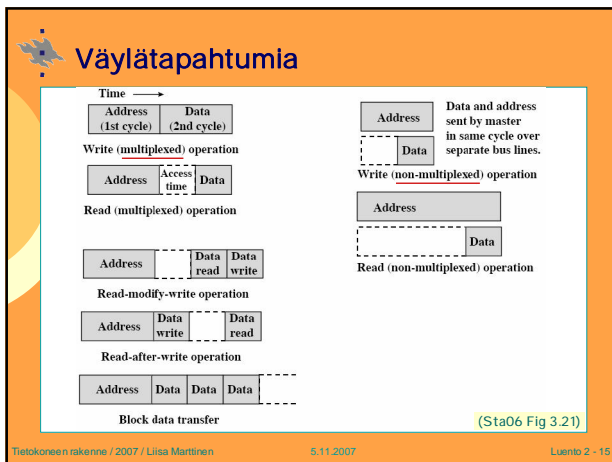 Väylätapahtumia
Time
Address (1st cycle)
Data (2nd cycle)
Write (multiplexed) operation
Address
Access time
Data
Read (multiplexed) operation
Address
Data read
Data write
Read-modify-write operation
Address
Data write
Data read
Read-after-write operation
Address
Data
Data
Data
Block data transfer
Address
Data
Data and address
sent by master
in same cycle over
separate bus lines.
Write (non-multiplexed) operation
Address
Data
Read (non-multiplexed) operation
(Sta06 Fig 3.21)
Tietokoneen rakenne / 2007 / Liisa Marttinen
5.11.2007
Luento 2 - 15